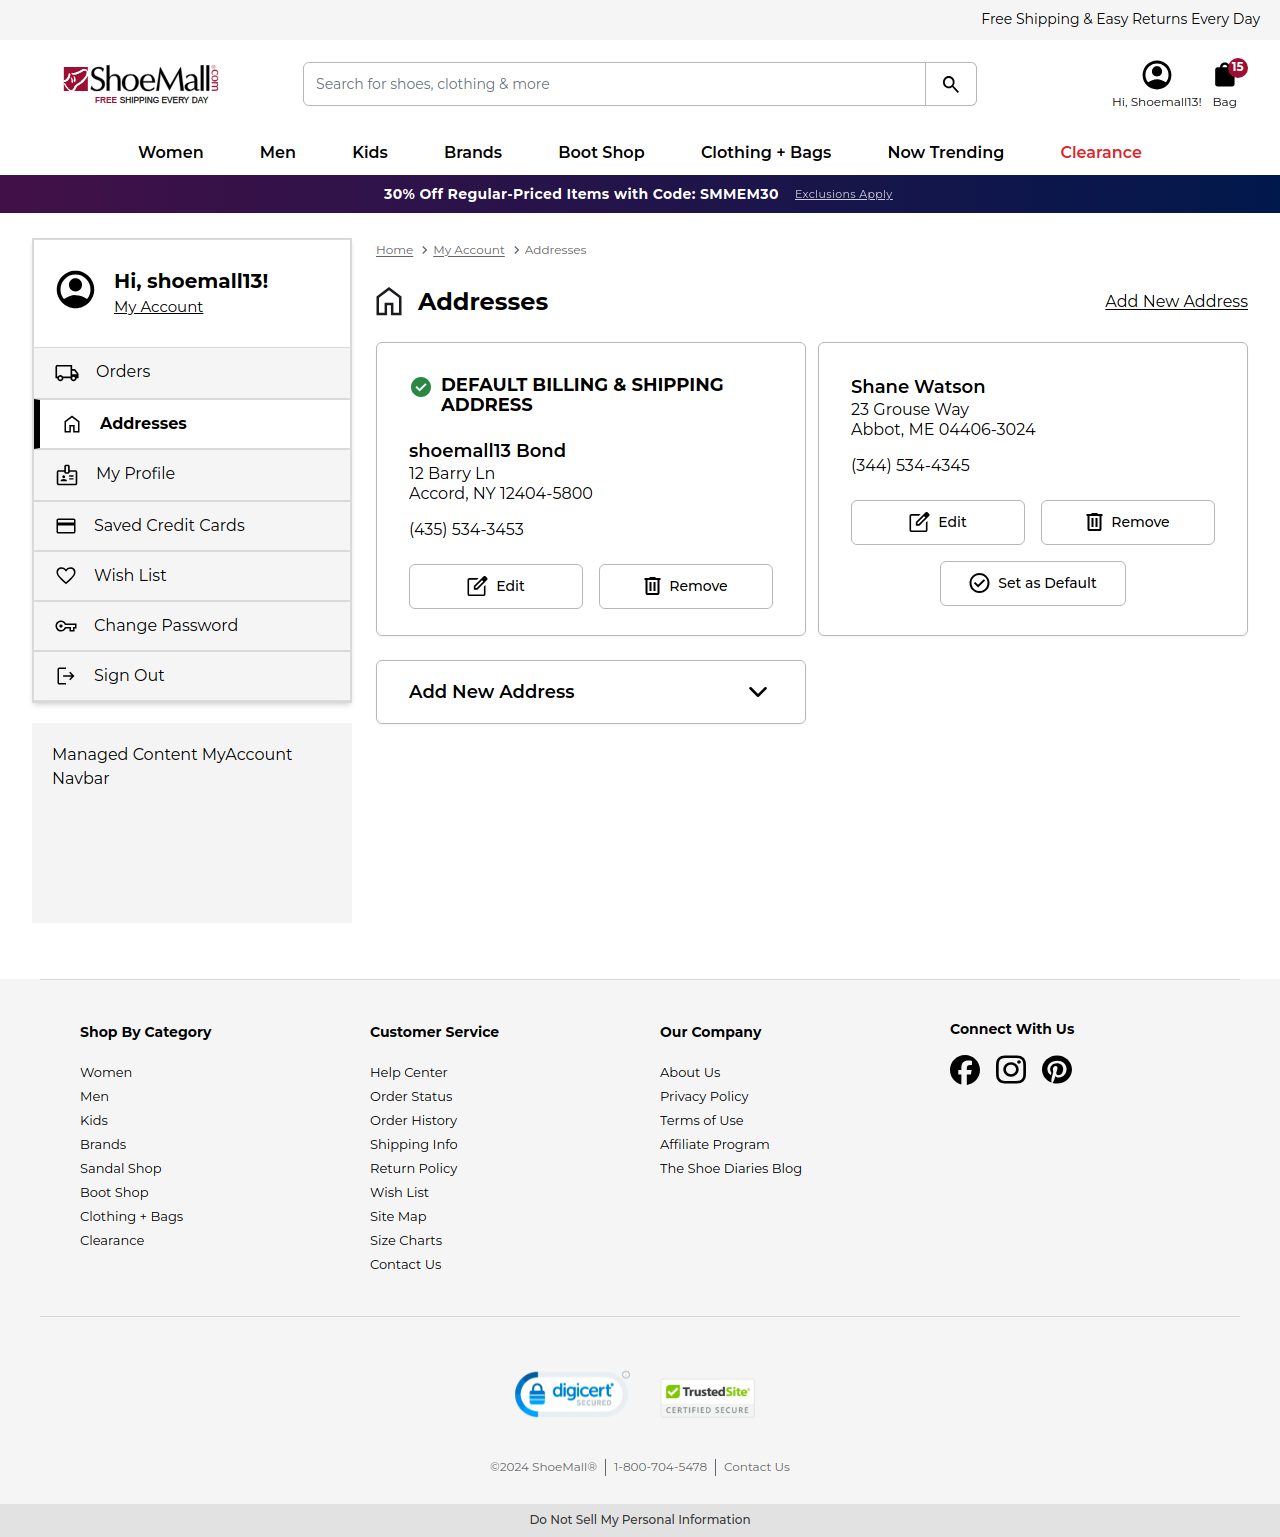 Free Shipping & Easy Returns Every Day
ShoeMall.com
FREE SHIPPING EVERY DAY
Search for shoes, clothing & more
15
Hi, Shoemall13!
Bag
Women
Men
Kids
Brands
Boot Shop
Clothing + Bags
Now Trending
Clearance
30% Off Regular-Priced Items with Code: SMMEM30
Exclusions Apply
Hi, shoemall13!
My Account
Orders
Addresses
My Profile
Saved Credit Cards
Wish List
Change Password
Sign Out
Managed Content MyAccount
Navbar
Home
My Account
Addresses
Addresses
Add New Address
DEFAULT BILLING & SHIPPING
ADDRESS
shoemall13 Bond
12 Barry Ln
Accord, NY 12404-5800
(435) 534-3453
Edit
Remove
Shane Watson
23 Grouse Way
Abbot, ME 04406-3024
(344) 534-4345
Edit
Remove
Set as Default
Add New Address
Shop By Category
Women
Men
Kids
Brands
Sandal Shop
Boot Shop
Clothing + Bags
Clearance
Customer Service
Help Center
Order Status
Order History
Shipping Info
Return Policy
Wish List
Site Map
Size Charts
Contact Us
Our Company
About Us
Privacy Policy
Terms of Use
Affiliate Program
The Shoe Diaries Blog
Connect With Us
digicert
SECURED
TrustedSite
CERTIFIED SECURE
©2024 ShoeMall®
1-800-704-5478
Contact Us
Do Not Sell My Personal Information